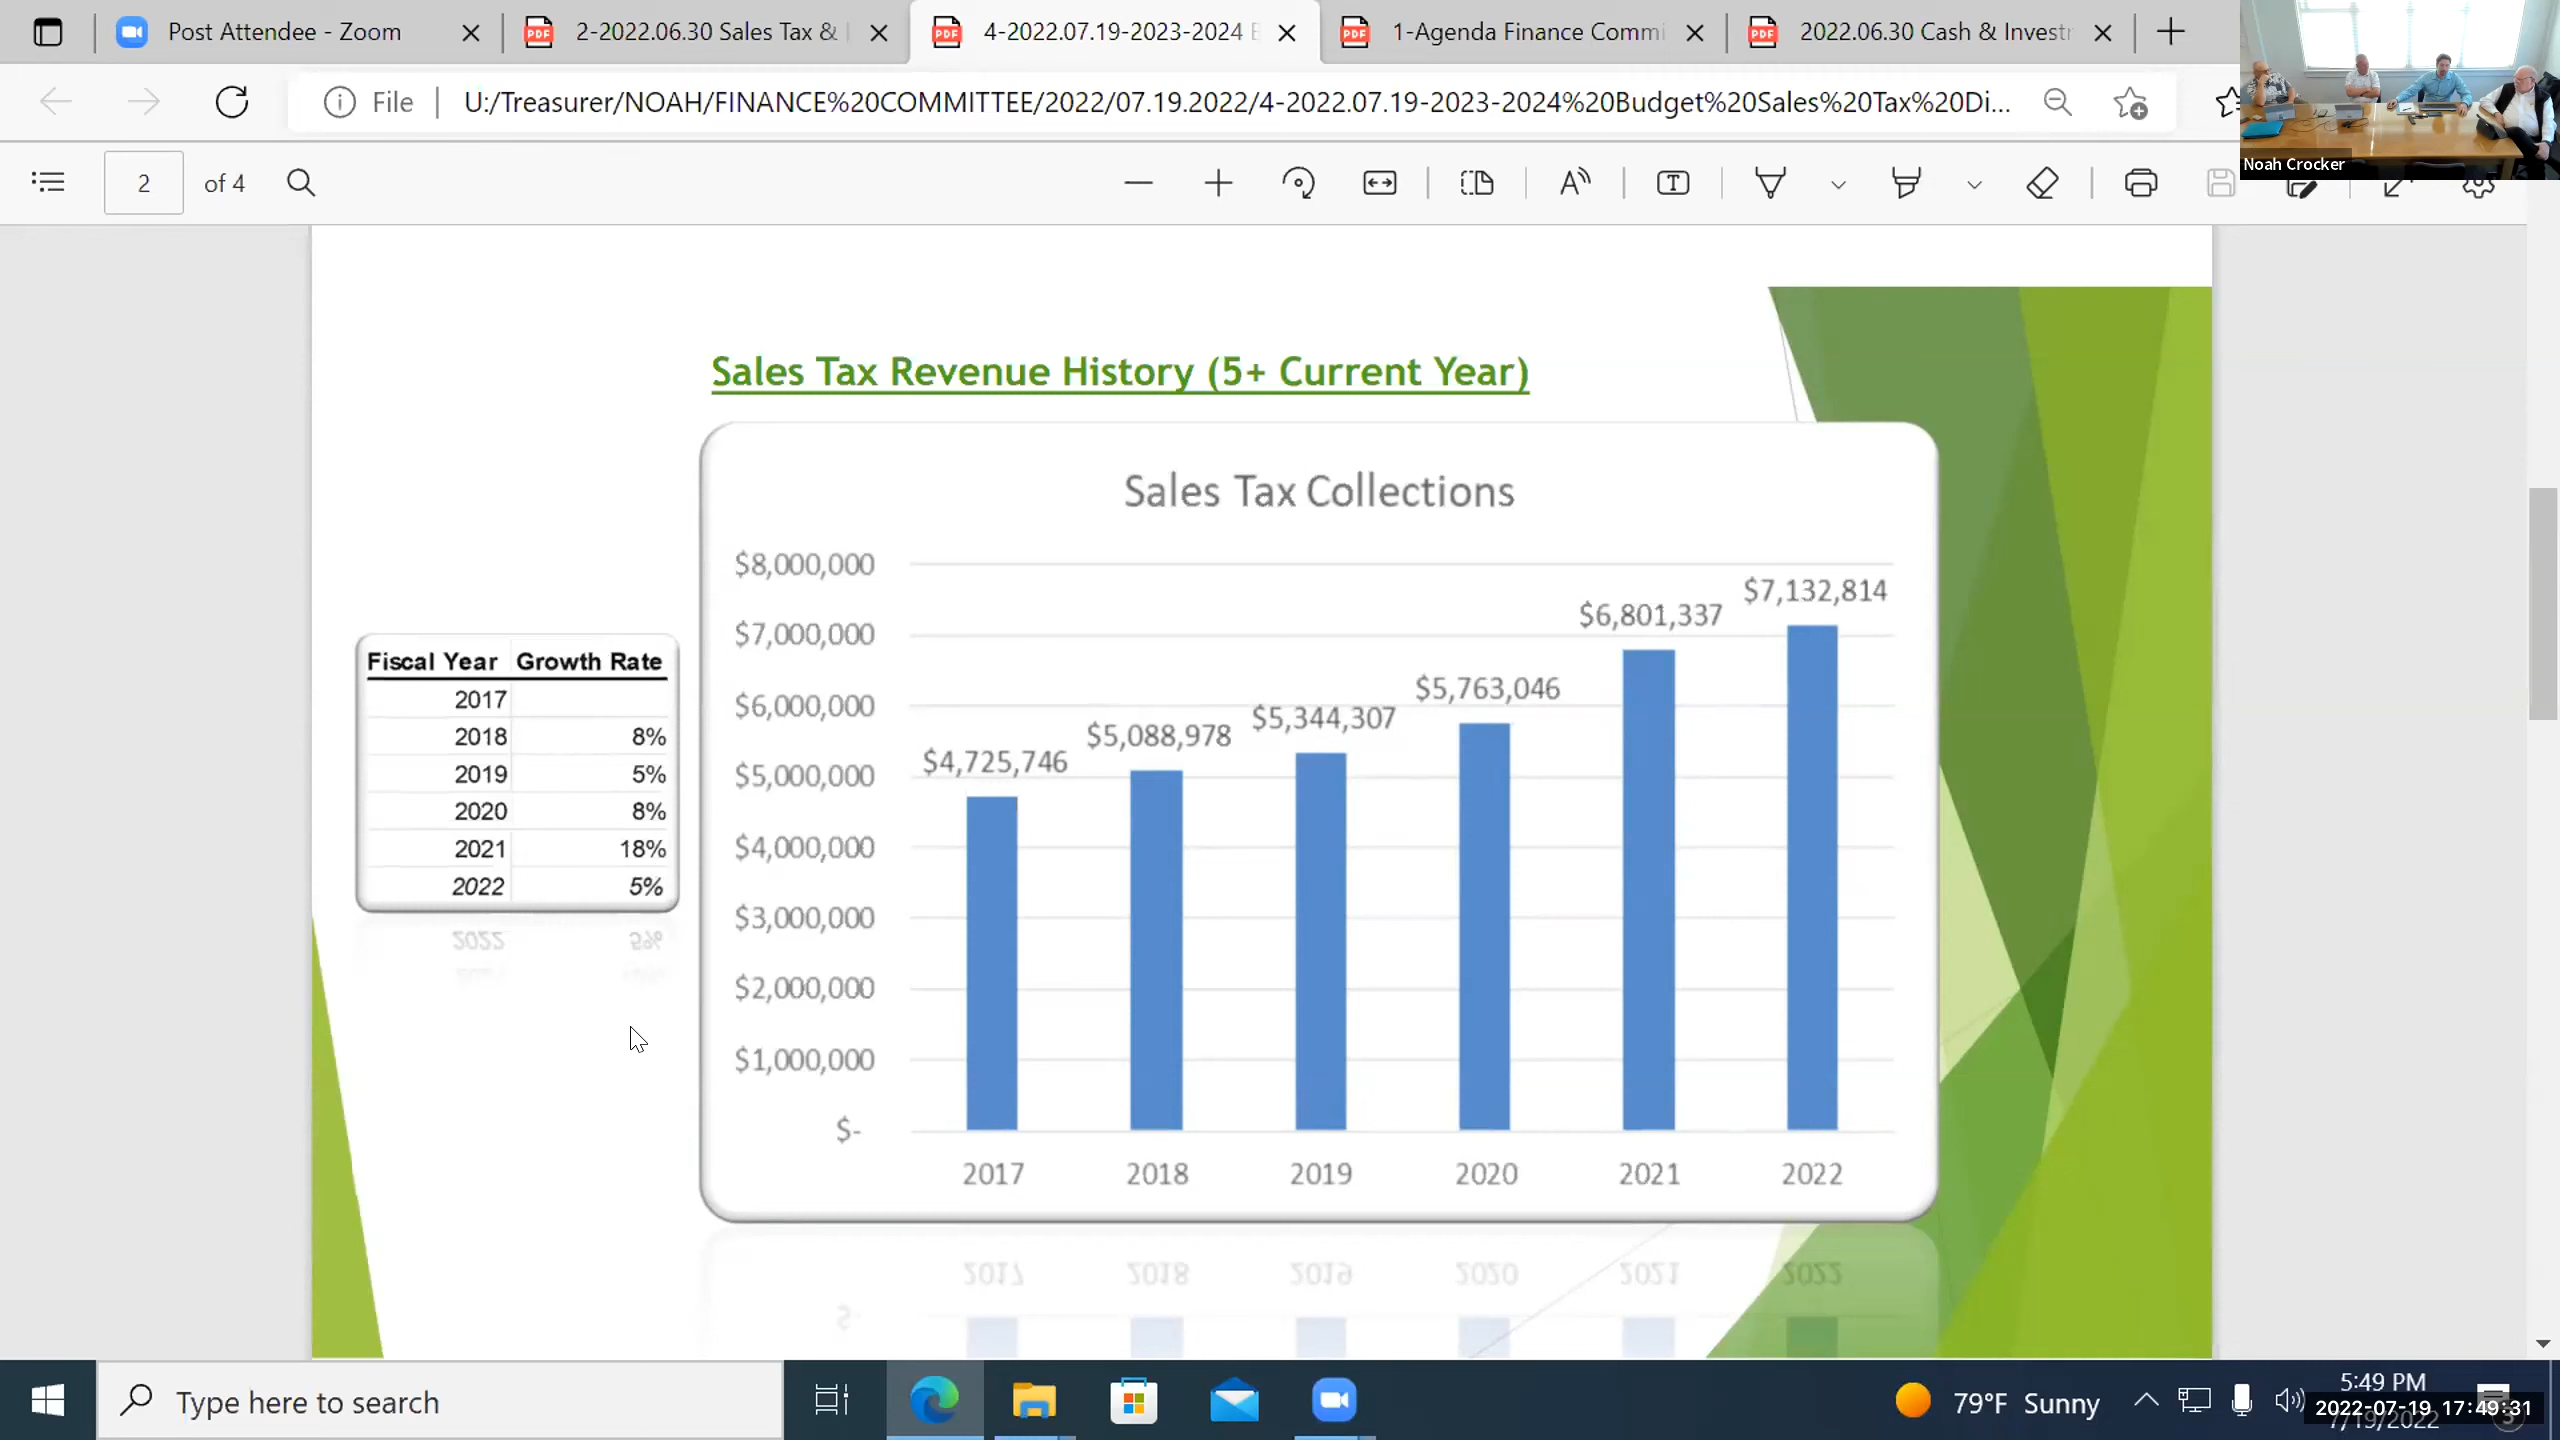 Post Attendee - Zoom
2-2022.06.30 Sales Tax &
4-2022.07.19-2023-2024
1-Agenda Finance Commi
2022.06.30 Cash & Invest
File
U:/Treasurer/NOAH/FINANCE%20COMMITTEE/2022/07.19.2022/4-2022.07.19-2023-2024%20Budget%20Sales%20Tax%20Di...
Noah Crocker
2 of 4
Sales Tax Revenue History (5+ Current Year)
Sales Tax Collections
$8,000,000
$7,000,000
$6,000,000
$5,000,000
$4,000,000
$3,000,000
$2,000,000
$1,000,000
$-
$4,725,746
$5,088,978
$5,344,307
$5,763,046
$6,801,337
$7,132,814
2017 2018 2019 2020 2021 2022
Fiscal Year Growth Rate
2017
2018 8%
2019 5%
2020 8%
2021 18%
2022 5%
Type here to search
79°F Sunny
5:49 PM
7/19/2022
2022-07-19 17:49:31